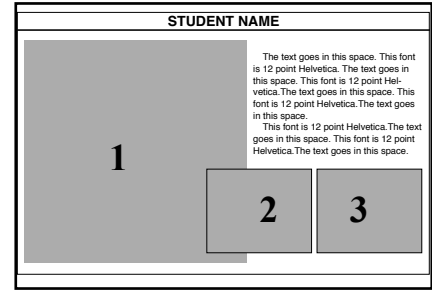 STUDENT NAME
The text goes in this space. This font
is 12 point Helvetica. The text goes in
this space. This font is 12 point Hel-
vetica.The text goes in this space. This
font is 12 point Helvetica.The text goes
in this space.
This font is 12 point Helvetica.The text
goes in this space. This font is 12 point
Helvetica.The text goes in this space.
1
2
3